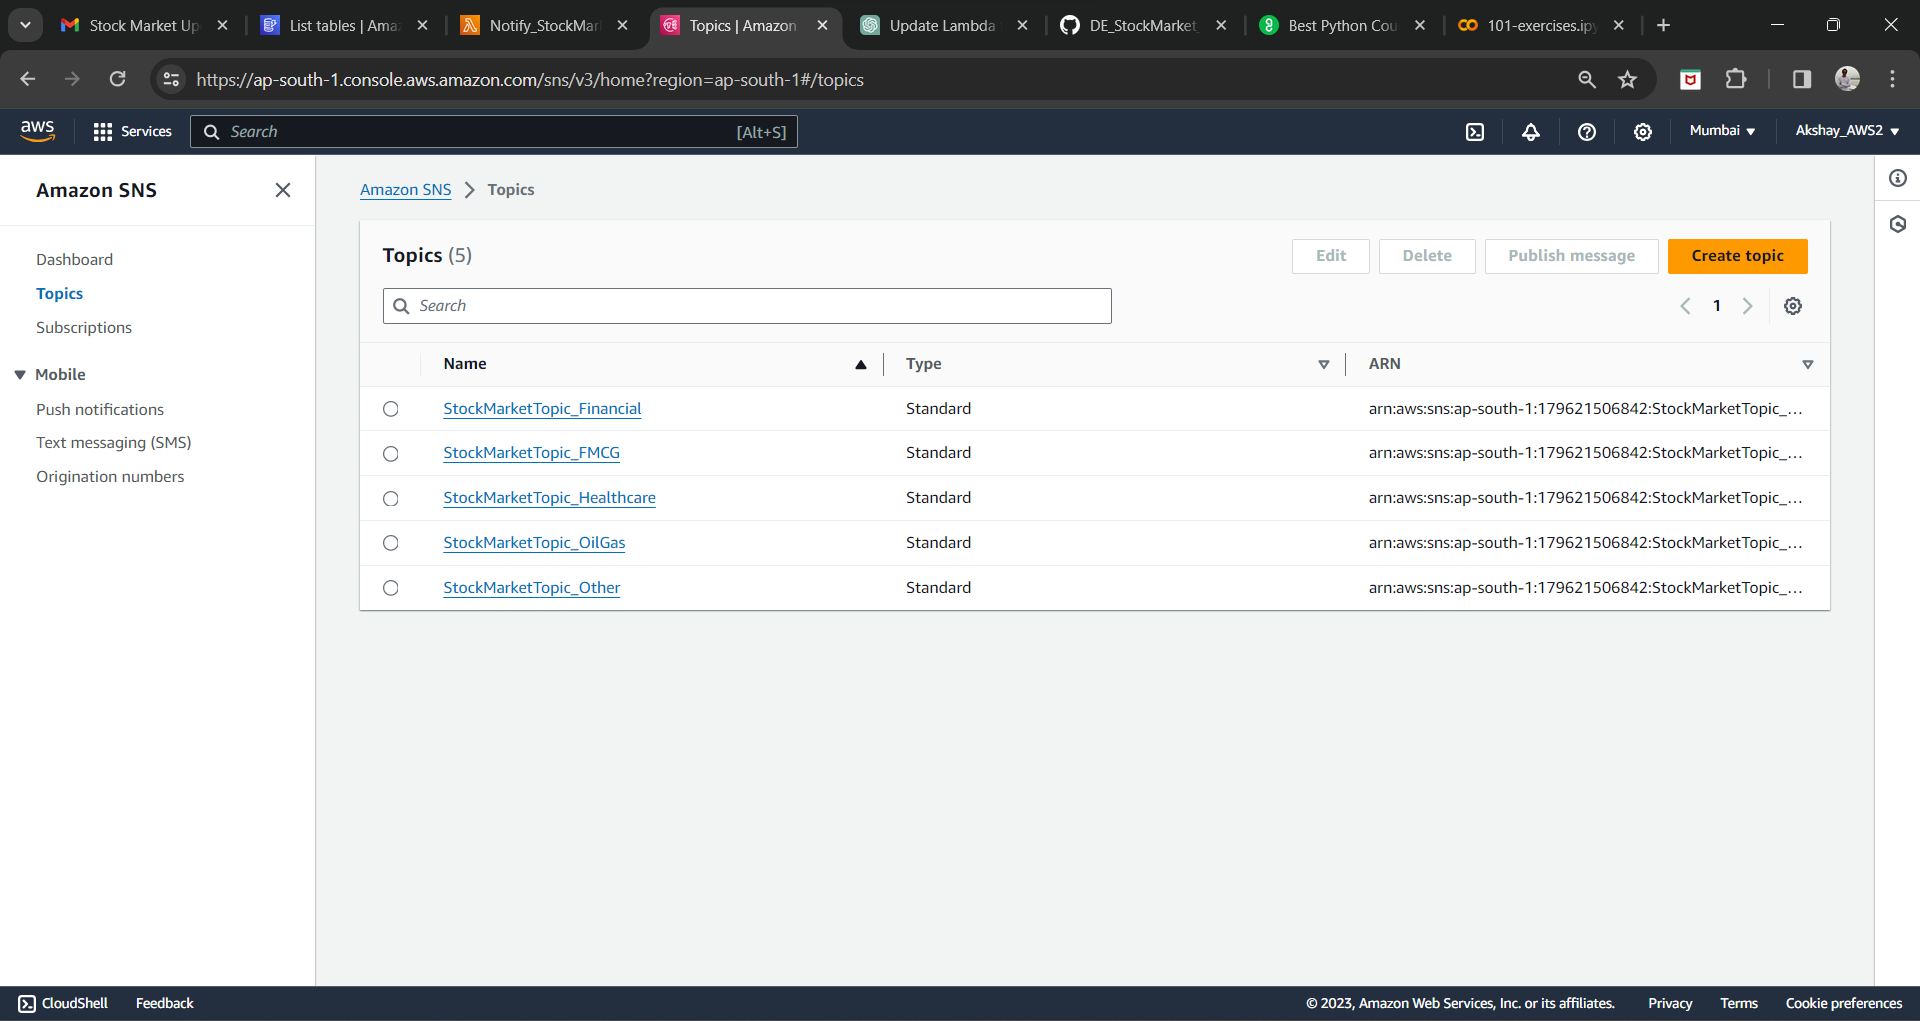 Stock Market Up
List tables | Ama
Notify_StockMar
Topics | Amazon
Update Lambda
DE_StockMarket_
Best Python Cou
101-exercises.ipy
https://ap-south-1.console.aws.amazon.com/sns/v3/home?region=ap-south-1#/topics
aws
Services
Search
[Alt+S]
Mumbai
Akshay_AWS2
Amazon SNS
Dashboard
Topics
Subscriptions
Mobile
Push notifications
Text messaging (SMS)
Origination numbers
Amazon SNS > Topics
Topics (5)
Edit
Delete
Publish message
Create topic
Search
1
Name Type ARN
StockMarketTopic_Financial Standard arn:aws:sns:ap-south-1:179621506842:StockMarketTopic_...
StockMarketTopic_FMCG Standard arn:aws:sns:ap-south-1:179621506842:StockMarketTopic_...
StockMarketTopic_Healthcare Standard arn:aws:sns:ap-south-1:179621506842:StockMarketTopic_...
StockMarketTopic_OilGas Standard arn:aws:sns:ap-south-1:179621506842:StockMarketTopic_...
StockMarketTopic_Other Standard arn:aws:sns:ap-south-1:179621506842:StockMarketTopic_...
CloudShell Feedback © 2023, Amazon Web Services, Inc. or its affiliates. Privacy Terms Cookie preferences